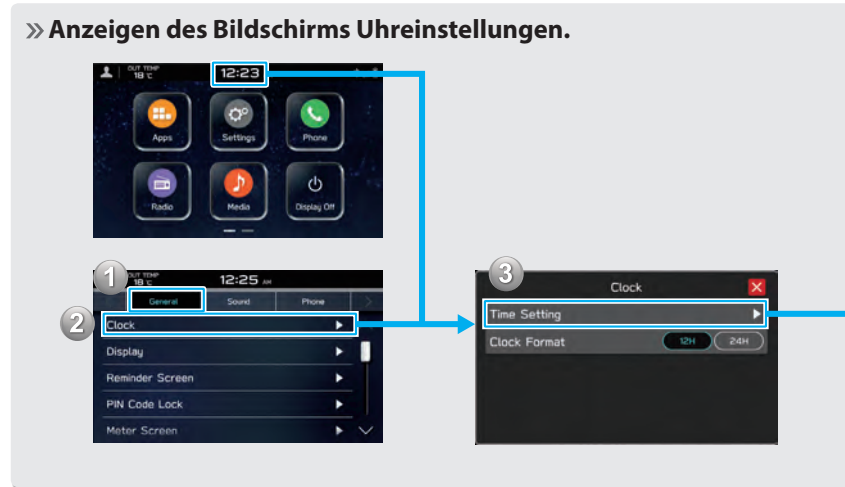 » Anzeigen des Bildschirms Uhreinstellungen.
OUT TEMP
18 °C
12:23
Apps
Settings
Phone
Radio
Media
Display Off
1
OUT TEMP
18 °C
12:25 AM
General
Sound
Phone
2
Clock
Display
Reminder Screen
PIN Code Lock
Meter Screen
3
Clock
Time Setting
Clock Format
12H
24H